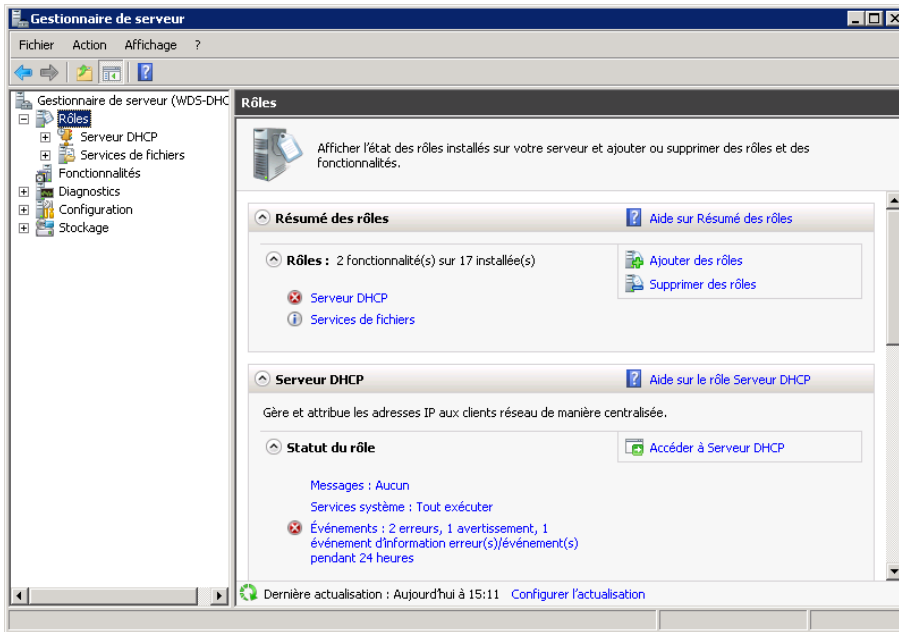 Gestionnaire de serveur
Fichier Action Affichage ?
Gestionnaire de serveur (WDS-DHC
Rôles
Serveur DHCP
Services de fichiers
Fonctionnalités
Diagnostics
Configuration
Stockage
Rôles
Afficher l'état des rôles installés sur votre serveur et ajouter ou supprimer des rôles et des
fonctionnalités.
Résumé des rôles
Aide sur Résumé des rôles
Rôles : 2 fonctionnalité(s) sur 17 installée(s)
Ajouter des rôles
Supprimer des rôles
Serveur DHCP
Services de fichiers
Serveur DHCP
Aide sur le rôle Serveur DHCP
Gère et attribue les adresses IP aux clients réseau de manière centralisée.
Statut du rôle
Accéder à Serveur DHCP
Messages : Aucun
Services système : Tout exécuter
Événements : 2 erreurs, 1 avertissement, 1
événement d'information erreur(s)/événement(s)
pendant 24 heures
Dernière actualisation : Aujourd'hui à 15:11 Configurer l'actualisation